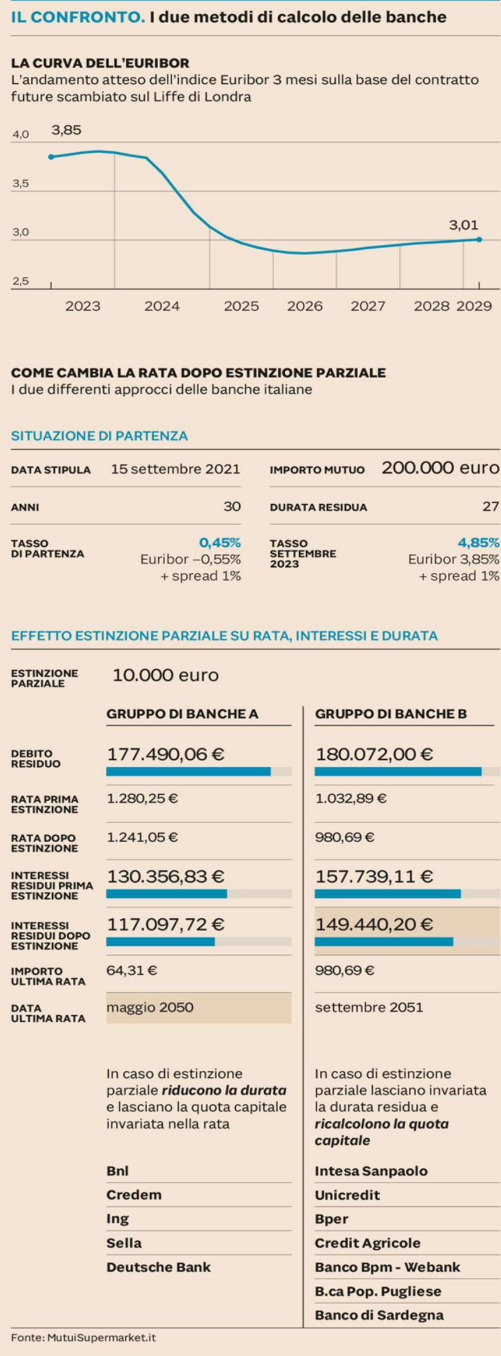 IL CONFRONTO. I due metodi di calcolo delle banche
LA CURVA DELL'EURIBOR
L'andamento atteso dell'indice Euribor 3 mesi sulla base del contratto
future scambiato sul Liffe di Londra
4,0
3,85
3,5
3,0
3,01
2,5
2023 2024 2025 2026 2027 2028 2029
COME CAMBIA LA RATA DOPO ESTINZIONE PARZIALE
I due differenti approcci delle banche italiane
SITUAZIONE DI PARTENZA
DATA STIPULA 15 settembre 2021
IMPORTO MUTUO 200.000 euro
ANNI 30
DURATA RESIDUA 27
TASSO
DI PARTENZA
0,45%
Euribor –0,55%
+ spread 1%
TASSO
SETTEMBRE
2023
4,85%
Euribor 3,85%
+ spread 1%
EFFETTO ESTINZIONE PARZIALE SU RATA, INTERESSI E DURATA
ESTINZIONE
PARZIALE
10.000 euro
GRUPPO DI BANCHE A
GRUPPO DI BANCHE B
DEBITO
RESIDUO
177.490,06 €
180.072,00 €
RATA PRIMA
ESTINZIONE
1.280,25 €
1.032,89 €
RATA DOPO
ESTINZIONE
1.241,05 €
980,69 €
INTERESSI
RESIDUI PRIMA
ESTINZIONE
130.356,83 €
157.739,11 €
INTERESSI
RESIDUI DOPO
ESTINZIONE
117.097,72 €
149.440,20 €
IMPORTO
ULTIMA RATA
64,31 €
980,69 €
DATA
ULTIMA RATA
maggio 2050
settembre 2051
In caso di estinzione
parziale riducono la durata
e lasciano la quota capitale
invariata nella rata
Bnl
Credem
Ing
Sella
Deutsche Bank
In caso di estinzione
parziale lasciano invariata
la durata residua e
ricalcolono la quota
capitale
Intesa Sanpaolo
Unicredit
Bper
Credit Agricole
Banco Bpm - Webank
B.ca Pop. Pugliese
Banco di Sardegna
Fonte: MutuiSupermarket.it